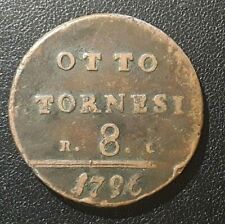 OTTO
TORNESI
R. 8. C
1796